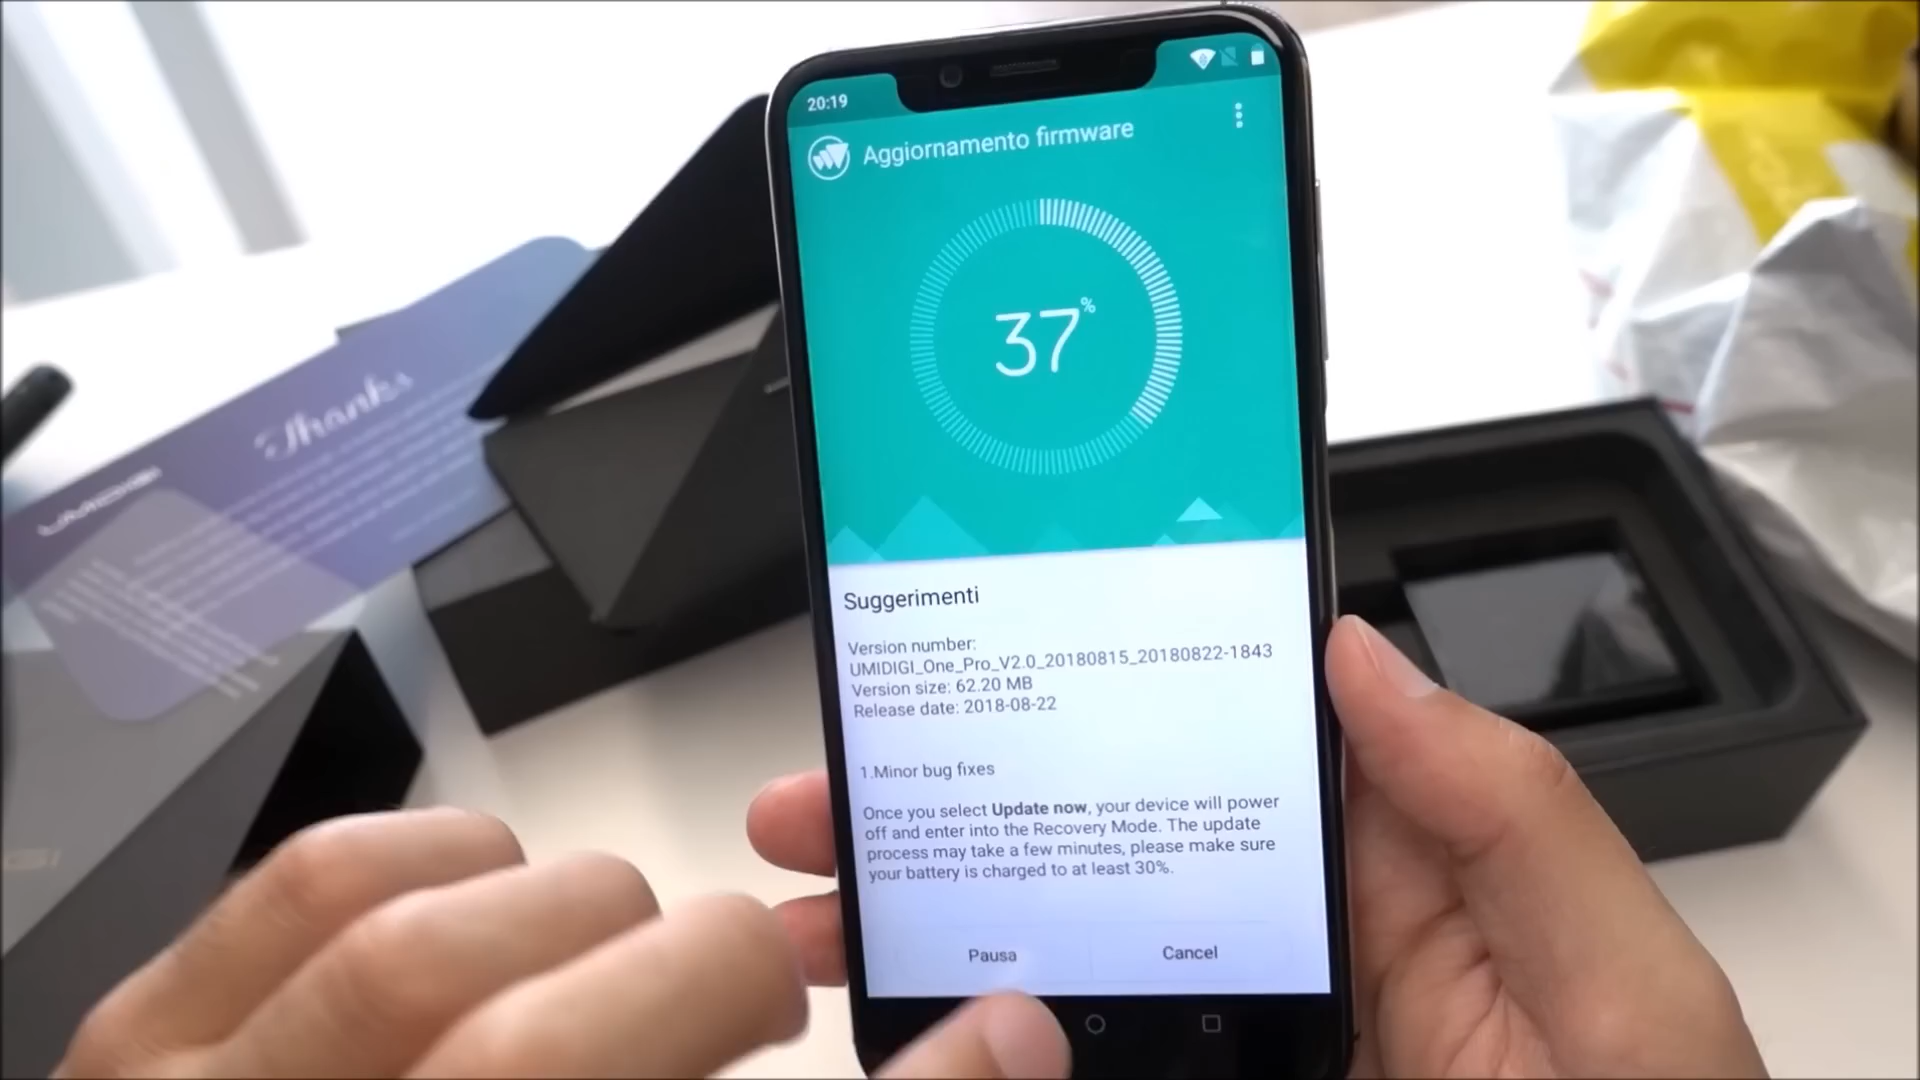 20:19
Aggiornamento firmware
37%
Suggerimenti
Version number:
UMIDIGI_One_Pro_V2.0_20180815_20180822-1843
Version size: 62.20 MB
Release date: 2018-08-22
1.Minor bug fixes
Once you select Update now, your device will power
off and enter into the Recovery Mode. The update
process may take a few minutes, please make sure
your battery is charged to at least 30%.
Pausa
Cancel
Thanks
UMIDIGI